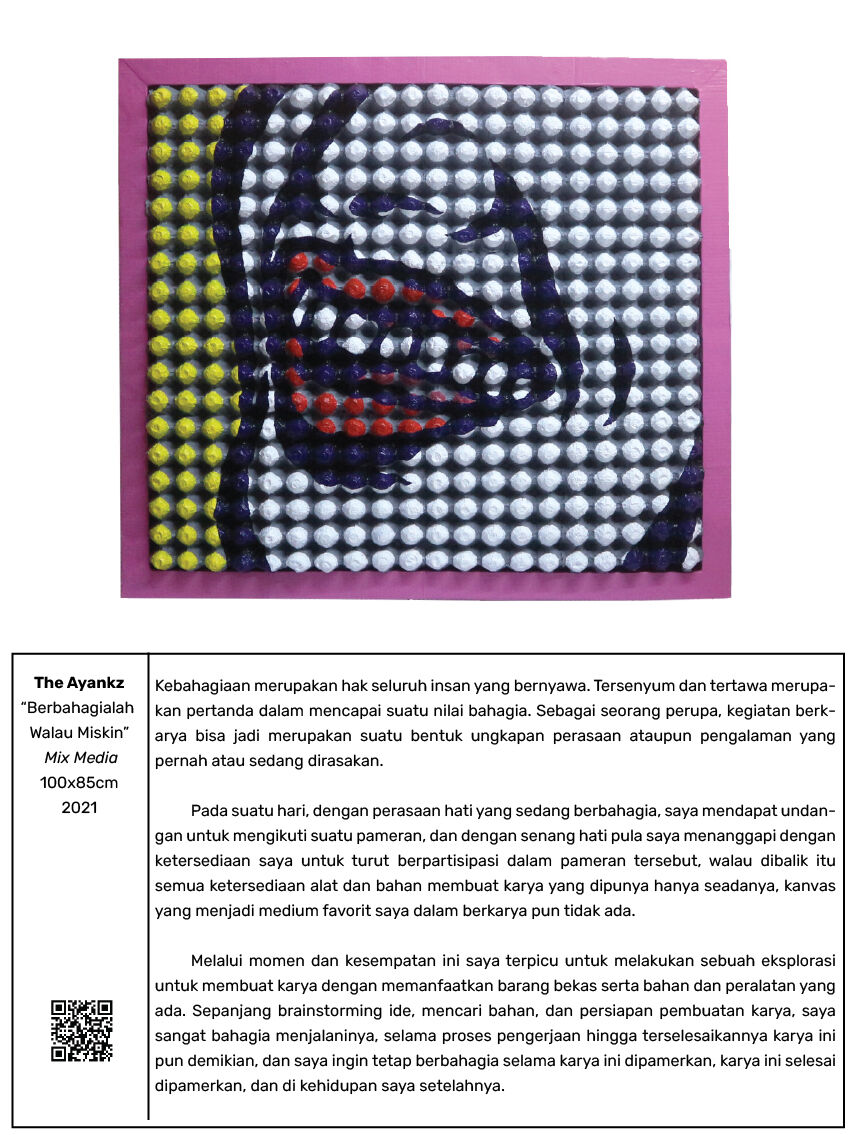 The Ayankz
“Berbahagialah
Walau Miskin”
Mix Media
100x85cm
2021
Kebahagiaan merupakan hak seluruh insan yang bernyawa. Tersenyum dan tertawa merupa-
kan pertanda dalam mencapai suatu nilai bahagia. Sebagai seorang perupa, kegiatan berk-
arya bisa jadi merupakan suatu bentuk ungkapan perasaan ataupun pengalaman yang
pernah atau sedang dirasakan.
Pada suatu hari, dengan perasaan hati yang sedang berbahagia, saya mendapat undan-
gan untuk mengikuti suatu pameran, dan dengan senang hati pula saya menanggapi dengan
ketersediaan saya untuk turut berpartisipasi dalam pameran tersebut, walau dibalik itu
semua ketersediaan alat dan bahan membuat karya yang dipunya hanya seadanya, kanvas
yang menjadi medium favorit saya dalam berkarya pun tidak ada.
Melalui momen dan kesempatan ini saya terpicu untuk melakukan sebuah eksplorasi
untuk membuat karya dengan memanfaatkan barang bekas serta bahan dan peralatan yang
ada. Sepanjang brainstorming ide, mencari bahan, dan persiapan pembuatan karya, saya
sangat bahagia menjalaninya, selama proses pengerjaan hingga terselesaikannya karya ini
pun demikian, dan saya ingin tetap berbahagia selama karya ini dipamerkan, karya ini selesai
dipamerkan, dan di kehidupan saya setelahnya.